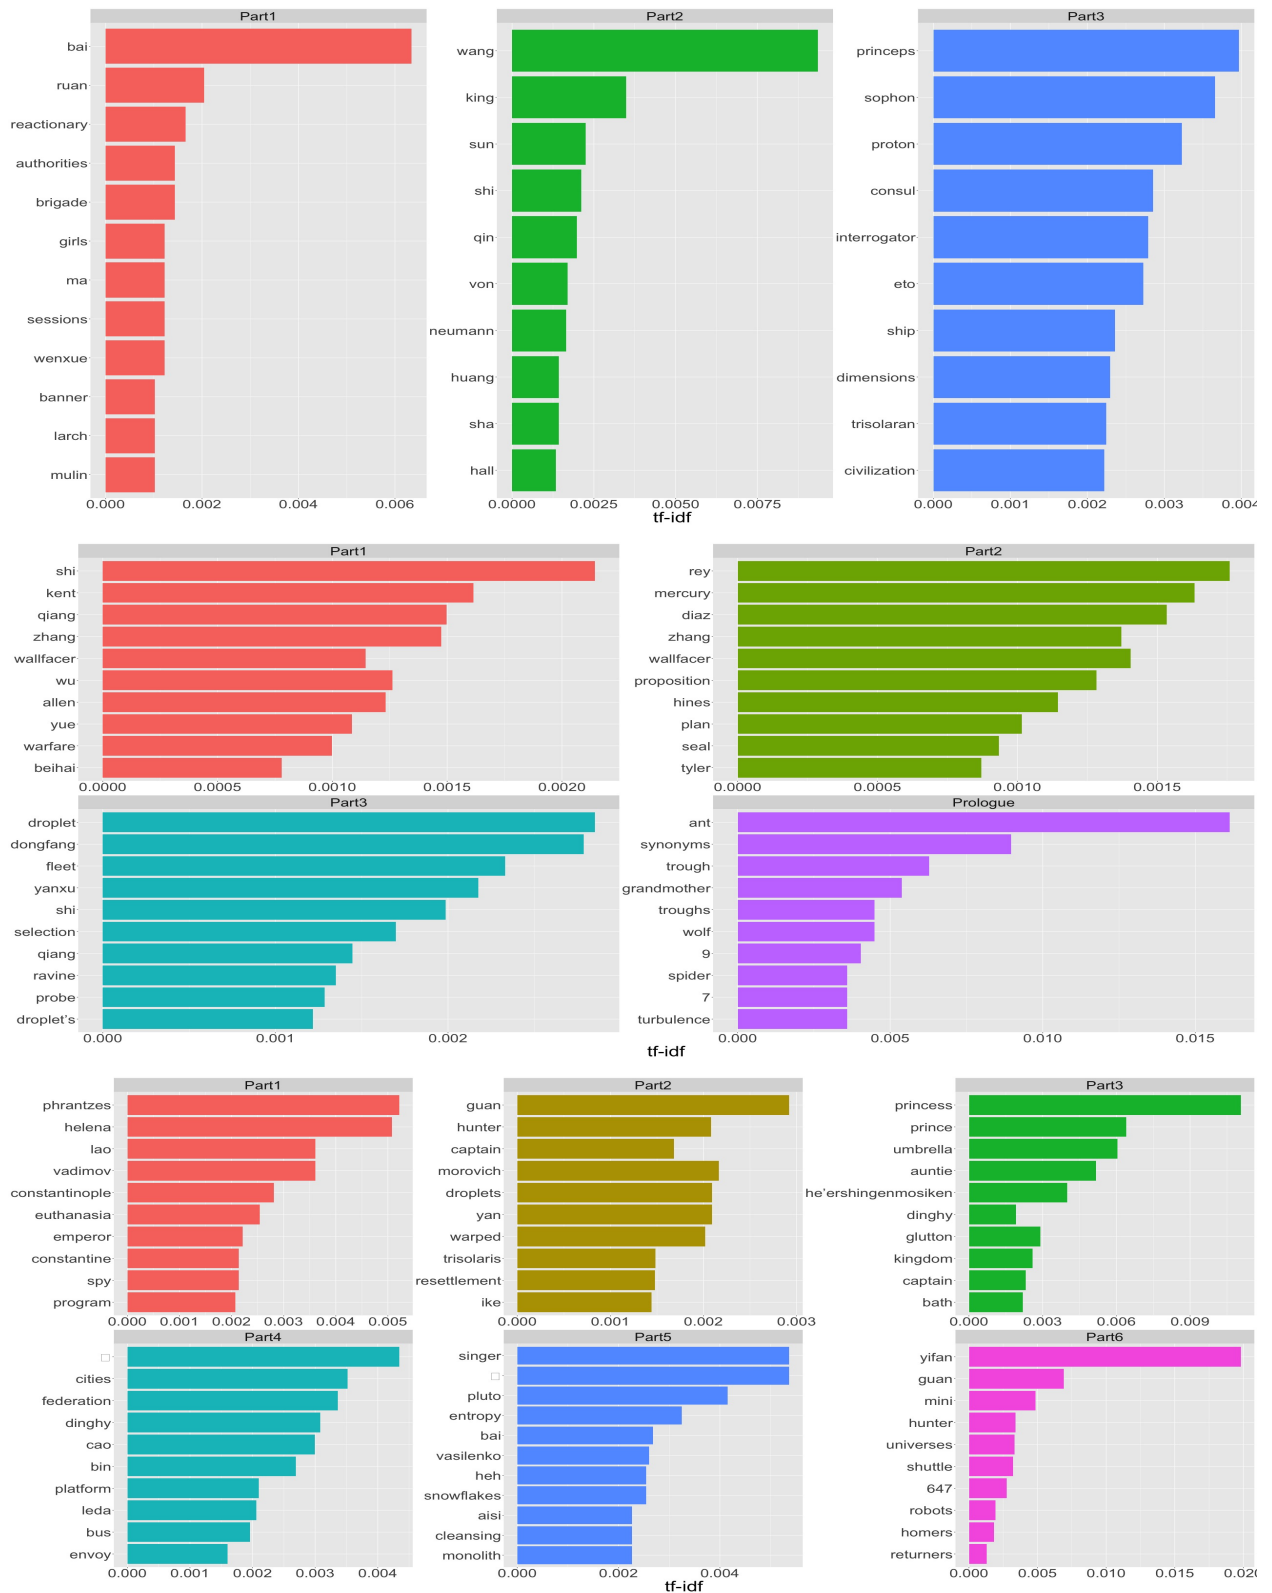 Part1
bai
ruan
reactionary
authorities
brigade
girls
ma
sessions
wenxue
banner
larch
mulin
0.000 0.002 0.004 0.006
Part2
wang
king
sun
shi
qin
von
neumann
huang
sha
hall
0.0000 0.0025 0.0050 0.0075
Part3
princeps
sophon
proton
consul
interrogator
eto
ship
dimensions
trisolaran
civilization
0.000 0.001 0.002 0.003 0.004
tf-idf
Part1
shi
kent
qiang
zhang
wallfacer
wu
allen
yue
warfare
beihai
0.0000 0.0005 0.0010 0.0015 0.0020
Part2
rey
mercury
diaz
zhang
wallfacer
proposition
hines
plan
seal
tyler
0.0000 0.0005 0.0010 0.0015
Part3
droplet
dongfang
fleet
yanxu
shi
selection
qiang
ravine
probe
droplet's
0.000 0.001 0.002
Prologue
ant
synonyms
trough
grandmother
troughs
wolf
9
spider
7
turbulence
0.000 0.005 0.010 0.015
tf-idf
Part1
phrantzes
helena
lao
vadimov
constantinople
euthanasia
emperor
constantine
spy
program
0.000 0.001 0.002 0.003 0.004 0.005
Part2
guan
hunter
captain
morovich
droplets
yan
warped
trisolaris
resettlement
ike
0.000 0.001 0.002 0.003
Part3
princess
prince
umbrella
auntie
he'ershingenmosiken
dinghy
glutton
kingdom
captain
bath
0.000 0.003 0.006 0.009
Part4
□
cities
federation
dinghy
cao
bin
platform
leda
bus
envoy
0.000 0.001 0.002 0.003 0.004
Part5
singer
□
pluto
entropy
bai
vasilenko
heh
snowflakes
aisi
cleansing
monolith
0.000 0.002 0.004
Part6
yifan
guan
mini
hunter
universes
shuttle
647
robots
homers
returners
0.000 0.005 0.010 0.015 0.020
tf-idf